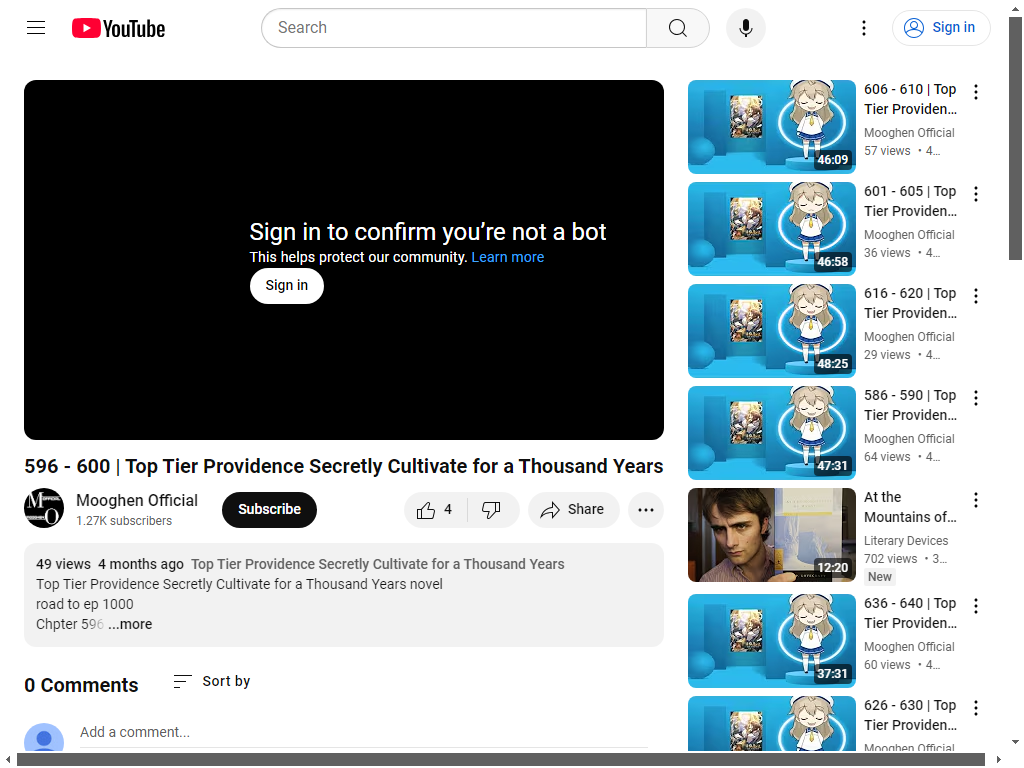 YouTube
Search
Sign in
Sign in to confirm you’re not a bot
This helps protect our community. Learn more
Sign in
596 - 600 | Top Tier Providence Secretly Cultivate for a Thousand Years
Mooghen Official
1.27K subscribers
Subscribe
4
Share
49 views 4 months ago Top Tier Providence Secretly Cultivate for a Thousand Years
Top Tier Providence Secretly Cultivate for a Thousand Years novel
road to ep 1000
Chpter 596 ...more
0 Comments
Sort by
Add a comment...
46:09
606 - 610 | Top
Tier Providen...
Mooghen Official
57 views • 4...
46:58
601 - 605 | Top
Tier Providen...
Mooghen Official
36 views • 4...
48:25
616 - 620 | Top
Tier Providen...
Mooghen Official
29 views • 4...
47:31
586 - 590 | Top
Tier Providen...
Mooghen Official
64 views • 4...
12:20
At the
Mountains of...
Literary Devices
702 views • 3...
New
37:31
636 - 640 | Top
Tier Providen...
Mooghen Official
60 views • 4...
626 - 630 | Top
Tier Providen...
Mooghen Official